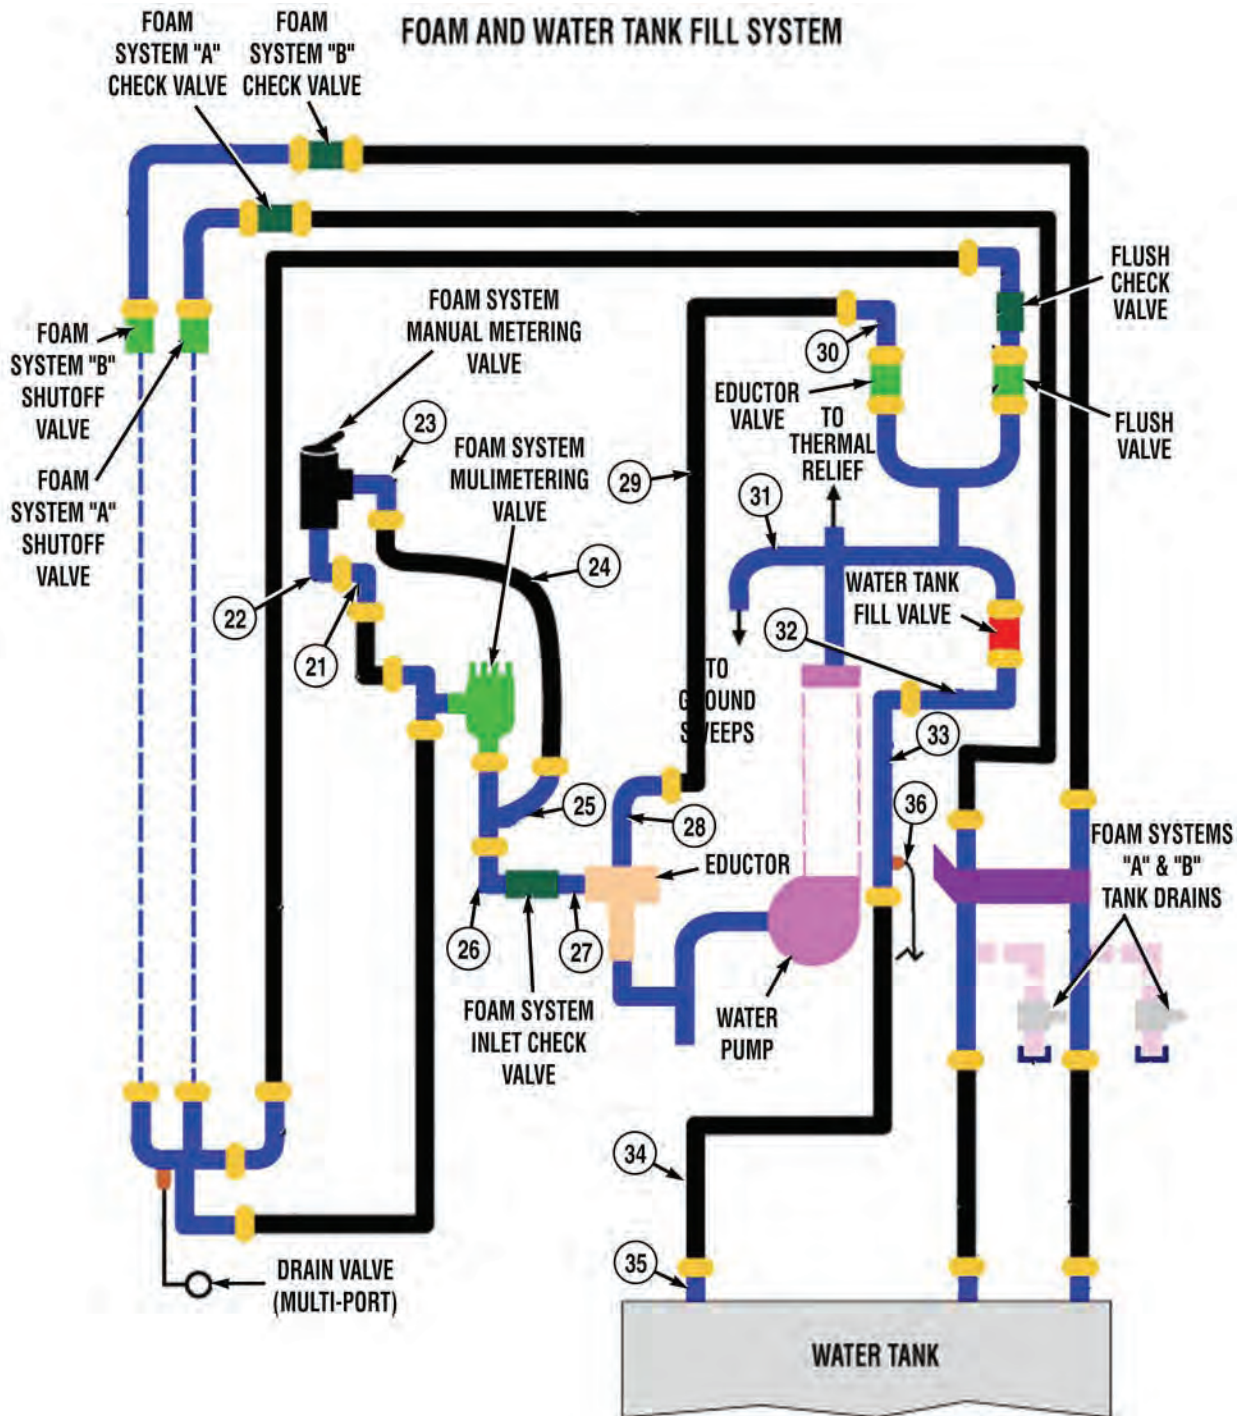 FOAM AND WATER TANK FILL SYSTEM
FOAM
SYSTEM "A"
CHECK VALVE
FOAM
SYSTEM "B"
CHECK VALVE
FLUSH
CHECK
VALVE
FOAM SYSTEM
MANUAL METERING
VALVE
FOAM
SYSTEM "B"
SHUTOFF
VALVE
30
EDUCTOR
VALVE
TO
THERMAL
RELIEF
FLUSH
VALVE
23
FOAM SYSTEM
MULIMETERING
VALVE
FOAM
SYSTEM "A"
SHUTOFF
VALVE
29
31
24
22
21
WATER TANK
FILL VALVE
32
TO
GROUND
SWEEPS
33
25
28
36
EDUCTOR
FOAM SYSTEMS
"A" & "B"
TANK DRAINS
26
27
FOAM SYSTEM
INLET CHECK
VALVE
WATER
PUMP
34
35
DRAIN VALVE
(MULTI-PORT)
WATER TANK